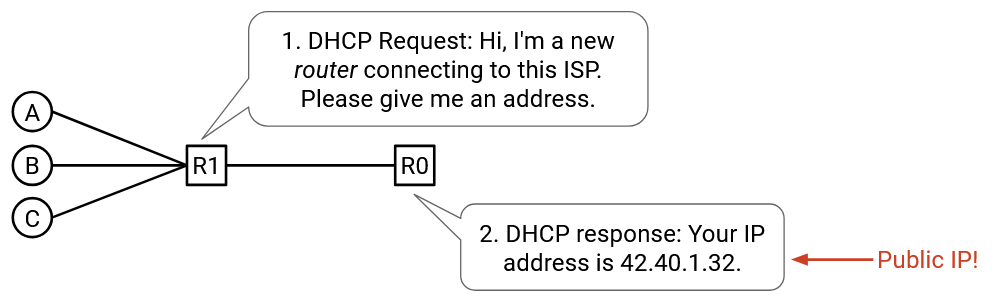 1. DHCP Request: Hi, I'm a new
router connecting to this ISP.
Please give me an address.
A
B
C
R1
R0
2. DHCP response: Your IP
address is 42.40.1.32.
Public IP!